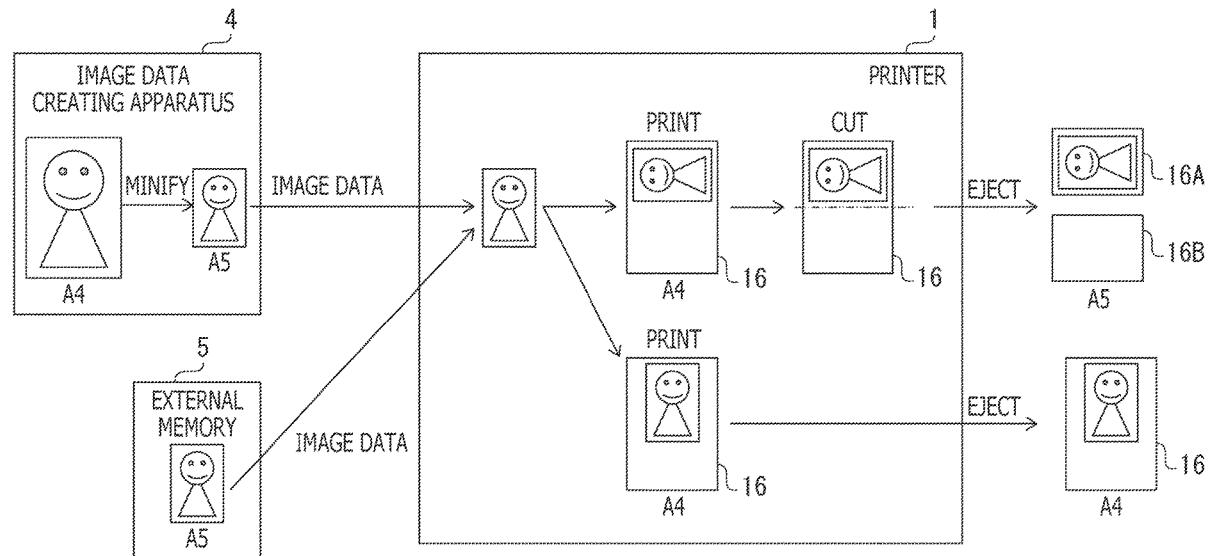 4
IMAGE DATA
CREATING APPARATUS
MINIFY
A4
A5
IMAGE DATA
5
EXTERNAL
MEMORY
A5
IMAGE DATA
1
PRINTER
PRINT
CUT
16
A4
16
PRINT
16
A4
EJECT
16A
16B
A5
EJECT
16
A4